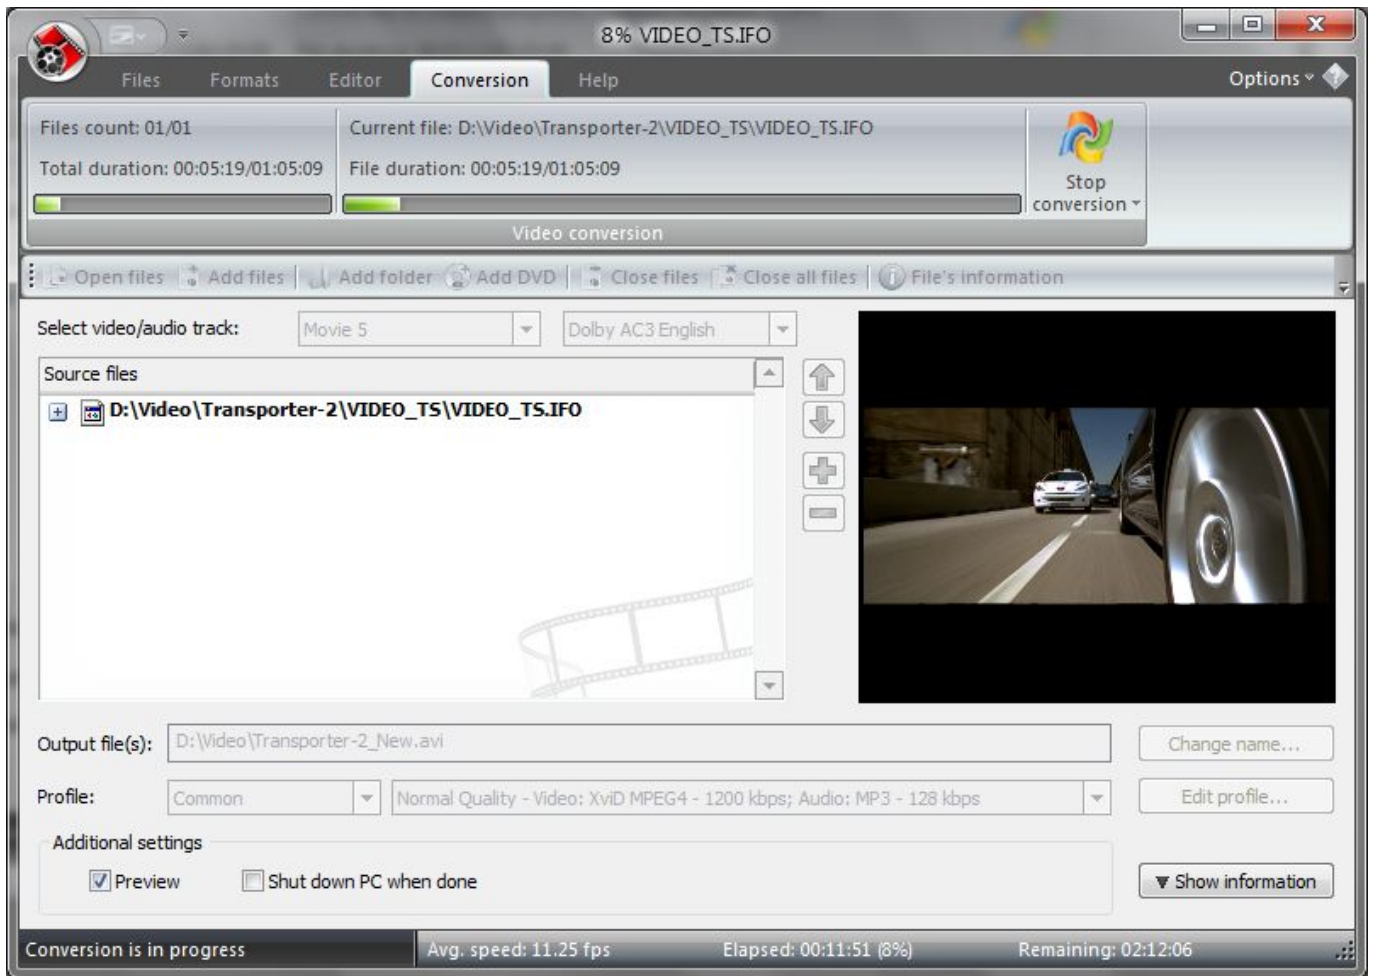 8% VIDEO_TS.IFO
Files Formats Editor Conversion Help Options
Files count: 01/01
Total duration: 00:05:19/01:05:09
Current file: D:\Video\Transporter-2\VIDEO_TS\VIDEO_TS.IFO
File duration: 00:05:19/01:05:09
Stop
conversion
Video conversion
Open files Add files Add folder Add DVD Close files Close all files File's information
Select video/audio track: Movie 5 Dolby AC3 English
Source files
D:\Video\Transporter-2\VIDEO_TS\VIDEO_TS.IFO
Output file(s): D:\Video\Transporter-2_New.avi Change name...
Profile: Common Normal Quality - Video: XviD MPEG4 - 1200 kbps; Audio: MP3 - 128 kbps Edit profile...
Additional settings
Preview Shut down PC when done
Show information
Conversion is in progress Avg. speed: 11.25 fps Elapsed: 00:11:51 (8%) Remaining: 02:12:06